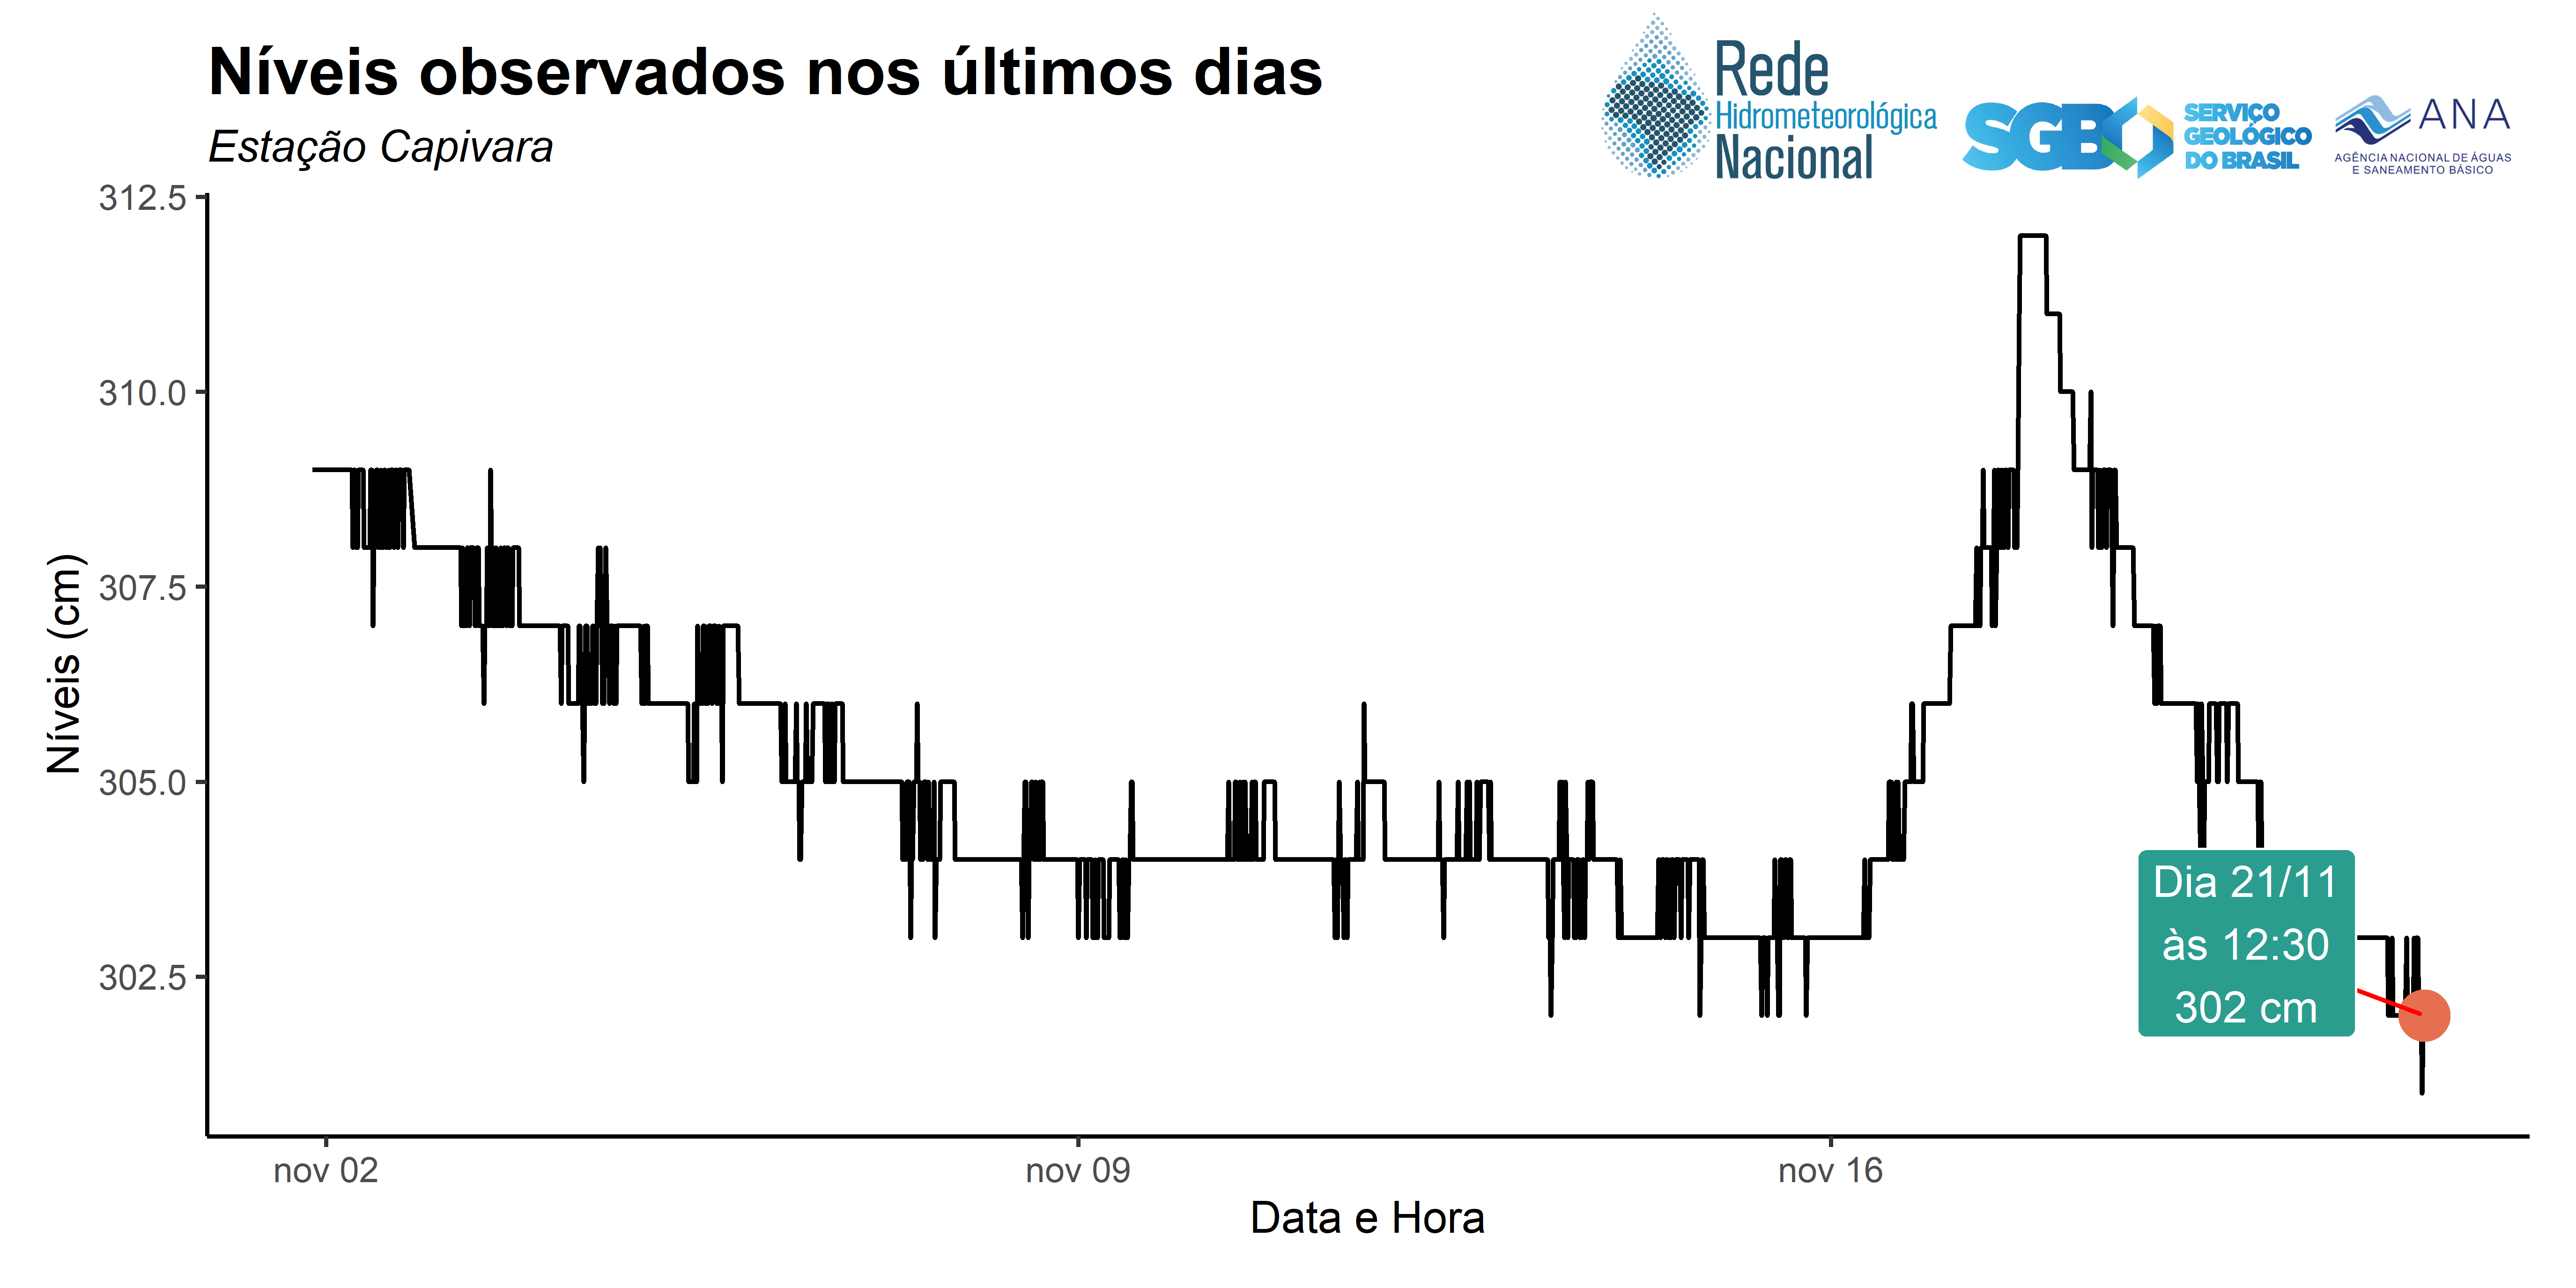 Níveis observados nos últimos dias
Estação Capivara
Rede
Hidrometeorológica
Nacional
SGB
SERVIÇO
GEOLÓGICO
DO BRASIL
ANA
AGÊNCIA NACIONAL DE ÁGUAS
E SANEAMENTO BÁSICO
312.5
310.0
307.5
305.0
302.5
Níveis (cm)
Dia 21/11
às 12:30
302 cm
nov 02
nov 09
nov 16
Data e Hora